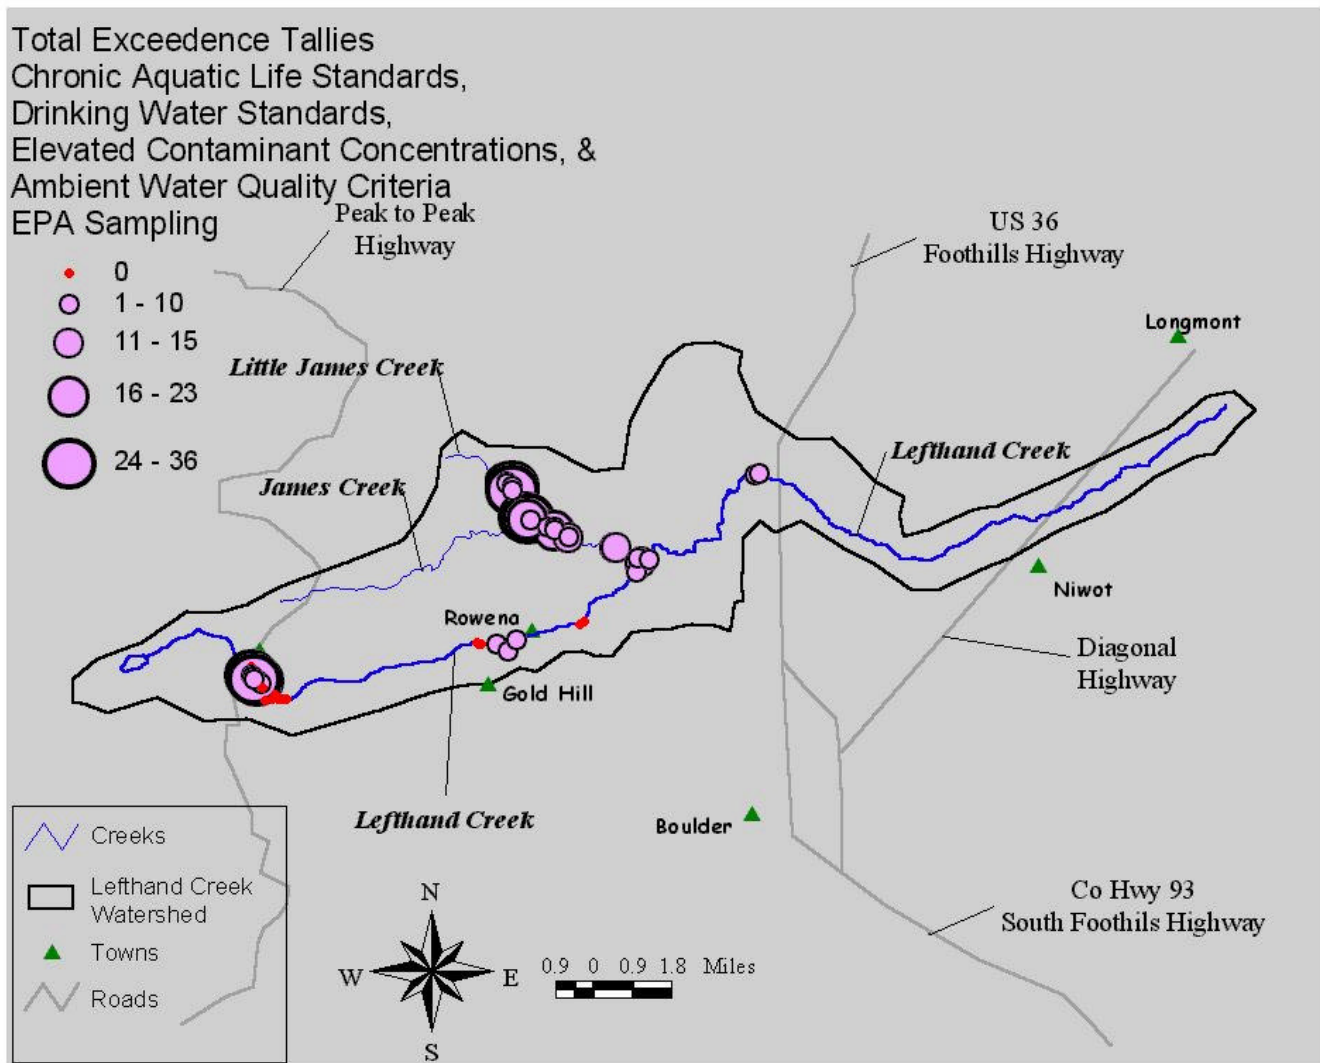 Total Exceedence Tallies
Chronic Aquatic Life Standards,
Drinking Water Standards,
Elevated Contaminant Concentrations, &
Ambient Water Quality Criteria
EPA Sampling
0
1 - 10
11 - 15
16 - 23
24 - 36
Peak to Peak
Highway
US 36
Foothills Highway
Longmont
Little James Creek
James Creek
Lefthand Creek
Rowena
Niwot
Gold Hill
Diagonal
Highway
Lefthand Creek
Boulder
Creeks
Lefthand Creek
Watershed
Towns
Roads
N
W
E
S
0.9 0 0.9 1.8 Miles
Co Hwy 93
South Foothils Highway